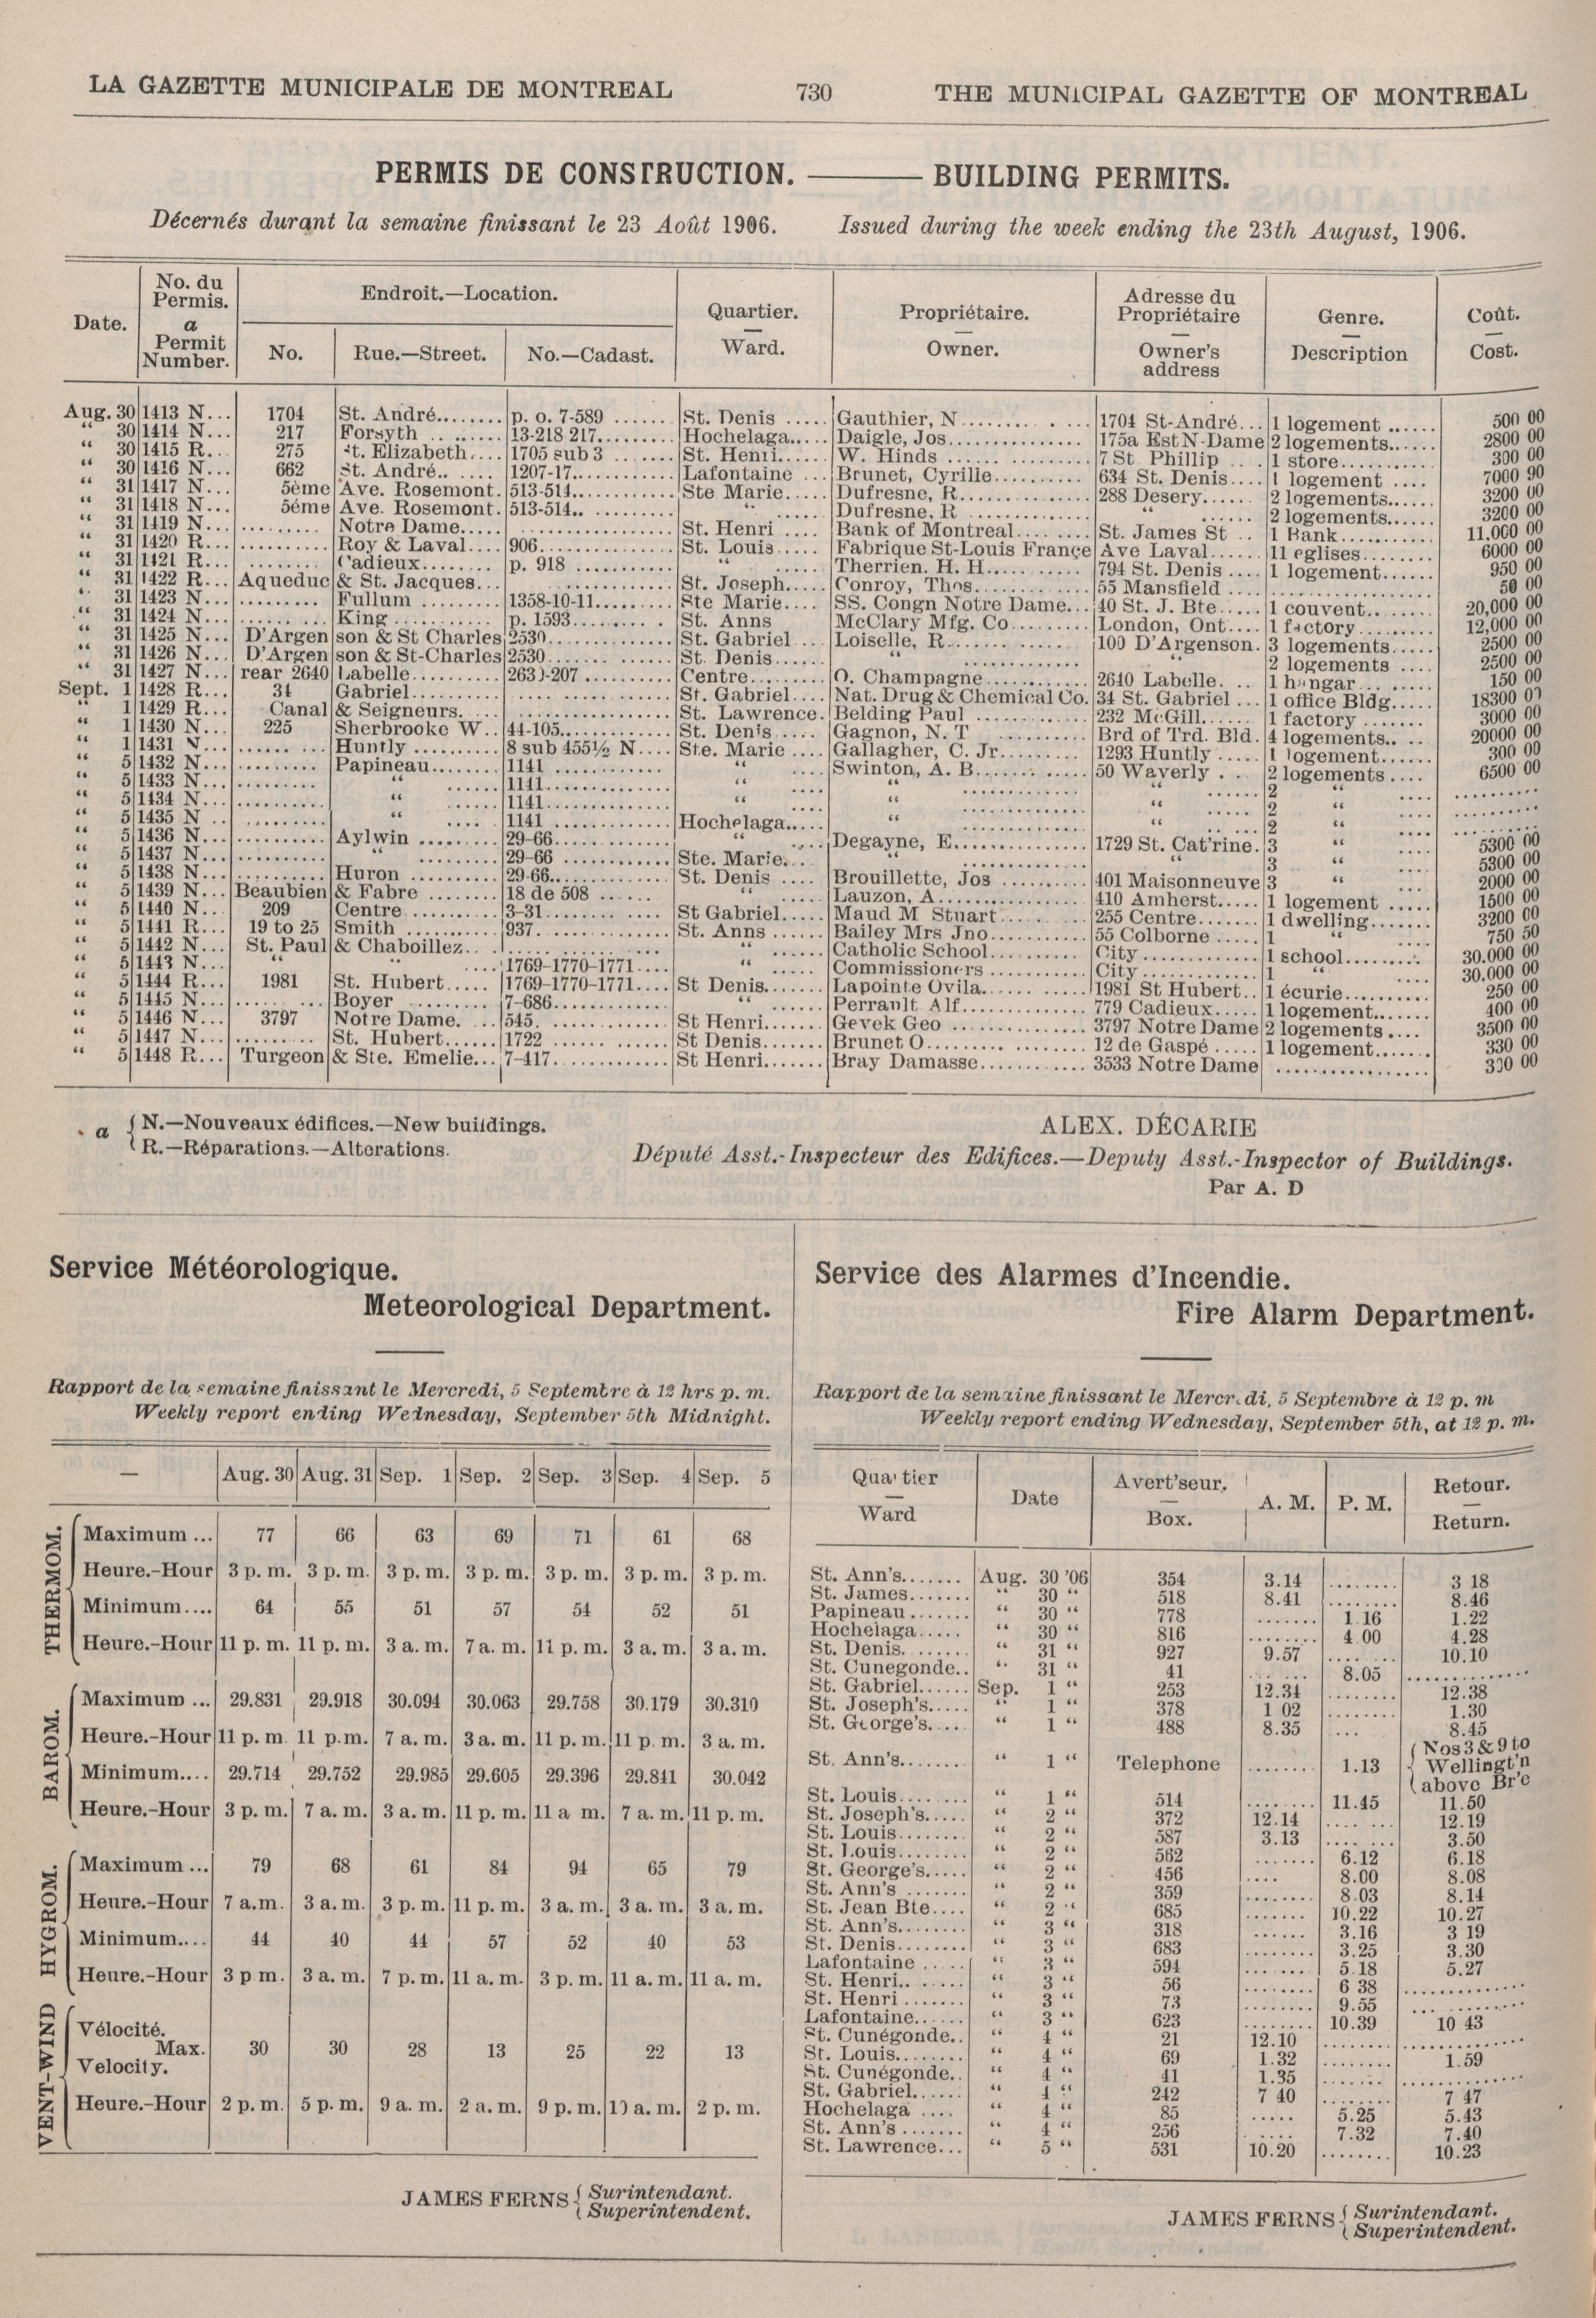 LA GAZETTE MUNICIPALE DE MONTREAL 730 THE MUNICIPAL GAZETTE OF MONTREAL
PERMIS DE CONSTRUCTION. —— BUILDING PERMITS.
Décernés durant la semaine finissant le 23 Août 1906. Issued during the week ending the 23th August, 1906.
Date. No. du Permis. a Permit Number. Endroit.—Location. No. Rue.—Street. No.—Cadast. Quartier. — Ward. Propriétaire. — Owner. Adresse du Propriétaire — Owner's address Genre. — Description Coût. — Cost.
Aug. 30 1413 N... 1704 St. André........ p. o. 7-589 ....... St. Denis ..... Gauthier, N............ 1704 St-André... 1 logement ...... 500 00
“ 30 1414 N... 217 Forsyth ......... 13-218 217......... Hochelaga..... Daigle, Jos............... 175a Est N-Dame 2 logements...... 2800 00
“ 30 1415 R... 275 St. Elizabeth.... 1705 sub 3 ....... St. Henri...... W. Hinds ............... 7 St Phillip .... 1 store........... 300 00
“ 30 1416 N... 662 St. André........ 1207-17............ Lafontaine ... Brunet, Cyrille.......... 634 St. Denis.... 1 logement .... 7000 90
“ 31 1417 N... 5ème Ave. Rosemont. 513-514............ Ste Marie..... Dufresne, R............. 288 Desery...... 2 logements...... 3200 00
“ 31 1418 N... 5éme Ave. Rosemont. 513-514............ “ ...... Dufresne. R ............. “ ...... 2 logements...... 3200 00
“ 31 1419 N... ......... Notre Dame.... ............... St. Henri .... Bank of Montreal........ St. James St .. 1 Bank........... 11.000 00
“ 31 1420 R... .......... Roy & Laval.... 906............... St. Louis..... Fabrique St-Louis France Ave Laval...... 11 eglises........ 6000 00
“ 31 1421 R... ........ Cadieux........ p. 918 ........... “ ...... Therrien. H. H.......... 794 St. Denis .... 1 logement...... 950 00
“ 31 1422 R... Aqueduc & St. Jacques... ............ St. Joseph..... Conroy, Thos............ 55 Mansfield .... ................. 50 00
“ 31 1423 N... ......... Fullum ......... 1358-10-11......... Ste Marie.... SS. Congn Notre Dame... 40 St. J. Bte..... 1 couvent........ 20,000 00
“ 31 1424 N... ......... King ........... p. 1593.......... St. Anns McClary Mfg. Co......... London, Ont.... 1 factory......... 12,000 00
“ 31 1425 N... D'Argen son & St Charles 2530............. St. Gabriel ... Loiselle, R.............. 100 D'Argenson. 3 logements..... 2500 00
“ 31 1426 N... D'Argen son & St-Charles 2530............. St. Denis...... “ ............. “ 2 logements .... 2500 00
“ 31 1427 N... rear 2640 Labelle.......... 2630-207 .......... Centre......... O. Champagne........... 2640 Labelle. .. 1 hangar........ 150 00
Sept. 1 1428 R... 34 Gabriel.......... ............. St. Gabriel.... Nat. Drug & Chemical Co. 34 St. Gabriel ... 1 office Bldg..... 18300 00
“ 1 1429 R... Canal & Seigneurs. .... .............. St. Lawrence. Belding Paul ............ 232 McGill...... 1 factory ....... 3000 00
“ 1 1430 N... 225 Sherbrooke W.. 44-105............. St. Denis..... Gagnon, N. T ......... Brd of Trd. Bld. 4 logements.. .. 20000 00
“ 1 1431 N... ...... Huntly .......... 8 sub 455½ N.... Ste. Marie .... Gallagher, C. Jr......... 1293 Huntly ..... 1 logement...... 300 00
“ 5 1432 N... ......... Papineau........ 1141 ............ “ .... Swinton, A. B............ 50 Waverly . . 2 logements .... 6500 00
“ 5 1433 N... ......... “ ...... 1141............. “ .... “ ............. “ ...... 2 “ .... ..........
“ 5 1434 N... .......... “ ...... 1141............. “ .... “ ............. “ ..... 2 “ .... ..........
“ 5 1435 N .. .......... “ .... 1141 ............ Hochelaga..... “ ............. “ ..... 2 “ .... ..........
“ 5 1436 N... .......... Aylwin ......... 29-66............. “ .... Degayne, E.............. 1729 St. Cat'rine. 3 “ .... 5300 00
“ 5 1437 N... .......... “ ......... 29-66 ............ Ste. Marie.... “ ............. “ 3 “ .... 5300 00
“ 5 1438 N... .......... Huron .......... 29-66............. St. Denis .... Brouillette, Jos .......... 401 Maisonneuve 3 “ ... 2000 00
“ 5 1439 N... Beaubien & Fabre ....... 18 de 508 ...... “ ...... Lauzon, A............... 410 Amherst..... 1 logement ..... 1500 00
“ 5 1440 N... 209 Centre........... 3–31.............. St Gabriel..... Maud M Stuart......... 255 Centre....... 1 dwelling....... 3200 00
“ 5 1441 R... 19 to 25 Smith .......... 937.............. St. Anns ...... Bailey Mrs Jno.......... 55 Colborne ..... 1 “ .... 750 50
“ 5 1442 N... St. Paul & Chaboillez.... .............. “ ...... Catholic School.......... City ............ 1 school......... 30.000 00
“ 5 1443 N... “ “ .... 1769-1770-1771.... “ ..... Commissioners .......... City............. 1 “ .... 30.000 00
“ 5 1444 R... 1981 St. Hubert..... 1769-1770-1771.... St Denis....... Lapointe Ovila........... 1981 St Hubert.. 1 écurie.......... 250 00
“ 5 1445 N... ...... Boyer ......... 7–686............. “ ...... Perrault Alf............. 779 Cadieux..... 1 logement....... 400 00
“ 5 1446 N... 3797 Notre Dame. ... 545. ............. St Henri....... Gevek Geo .............. 3797 Notre Dame 2 logements .... 3500 00
“ 5 1447 N... ......... St. Hubert...... 1722 ............. St Denis....... Brunet O................. 12 de Gaspé ..... 1 logement....... 330 00
“ 5 1448 R... Turgeon & Ste. Emelie... 7–417............. St Henri....... Bray Damasse............ 3533 Notre Dame ................. 300 00
a { N.—Nouveaux édifices.—New buildings.
R.—Réparations.—Alterations.
ALEX. DÉCARIE
Député Asst.-Inspecteur des Edifices.—Deputy Asst.-Inspector of Buildings.
Par A. D
Service Météorologique.
Meteorological Department.
Rapport de la semaine finissant le Mercredi, 5 Septembre à 12 hrs p. m.
Weekly report ending Wednesday, September 5th Midnight.
— Aug. 30 Aug. 31 Sep. 1 Sep. 2 Sep. 3 Sep. 4 Sep. 5
THERMOM.
Maximum ... 77 66 63 69 71 61 68
Heure.-Hour 3 p. m. 3 p. m. 3 p. m. 3 p. m. 3 p. m. 3 p. m. 3 p. m.
Minimum.... 64 55 51 57 54 52 51
Heure.-Hour 11 p. m. 11 p. m. 3 a. m. 7 a. m. 11 p. m. 3 a. m. 3 a. m.
BAROM.
Maximum ... 29.831 29.918 30.094 30.063 29.758 30.179 30.310
Heure.-Hour 11 p. m 11 p.m. 7 a. m. 3 a. m. 11 p. m. 11 p. m. 3 a. m.
Minimum.... 29.714 29.752 29.985 29.605 29.396 29.841 30.042
Heure.-Hour 3 p. m. 7 a. m. 3 a. m. 11 p. m. 11 a m. 7 a. m. 11 p. m.
HYGROM.
Maximum ... 79 68 61 84 94 65 79
Heure.-Hour 7 a.m. 3 a. m. 3 p. m. 11 p. m. 3 a. m. 3 a. m. 3 a. m.
Minimum.... 44 40 44 57 52 40 53
Heure.-Hour 3 p m. 3 a. m. 7 p. m. 11 a. m. 3 p. m. 11 a. m. 11 a. m.
VENT-WIND
Vélocité.
Max. 30 30 28 13 25 22 13
Velocity.
Heure.-Hour 2 p. m. 5 p. m. 9 a. m. 2 a. m. 9 p. m. 10 a. m. 2 p. m.
JAMES FERNS { Surintendant.
Superintendent.
Service des Alarmes d'Incendie.
Fire Alarm Department.
Rapport de la semaine finissant le Mercredi, 5 Septembre à 12 p. m
Weekly report ending Wednesday, September 5th, at 12 p. m.
Quartier — Ward Date Avert'seur. — Box. A. M. P. M. Retour. — Return.
St. Ann's....... Aug. 30 '06 354 3.14 ........ 3 18
St. James....... “ 30 “ 518 8.41 ........ 8.46
Papineau....... “ 30 “ 778 ....... 1.16 1.22
Hochelaga..... “ 30 “ 816 ........ 4.00 4.28
St. Denis. ...... “ 31 “ 927 9.57 ........ 10.10
St. Cunegonde.. “ 31 “ 41 ....... 8.05 ..............
St. Gabriel...... Sep. 1 “ 253 12.34 ........ 12.38
St. Joseph's..... “ 1 “ 378 1 02 ........ 1.30
St. George's..... “ 1 “ 488 8.35 ... 8.45
St. Ann's....... “ 1 “ Telephone ........ 1.13 { Nos 3 & 9 to Wellingt'n above Br'e
St. Louis........ “ 1 “ 514 ........ 11.45 11.50
St. Joseph's..... “ 2 “ 372 12.14 ....... 12.19
St. Louis........ “ 2 “ 587 3.13 ....... 3.50
St. Louis........ “ 2 “ 562 ....... 6.12 6.18
St. George's..... “ 2 “ 456 .... 8.00 8.08
St. Ann's ....... “ 2 “ 359 ........ 8.03 8.14
St. Jean Bte.... “ 2 “ 685 ....... 10.22 10.27
St. Ann's........ “ 3 “ 318 ...... 3.16 3 19
St. Denis........ “ 3 “ 683 ........ 3.25 3.30
Lafontaine ..... “ 3 “ 594 ....... 5.18 5.27
St. Henri.. ..... “ 3 “ 56 ........ 6 38 ..............
St. Henri ....... “ 3 “ 73 ........ 9.55 ..............
Lafontaine...... “ 3 “ 623 ........ 10.39 10 43
St. Cunégonde.. “ 4 “ 21 12.10 ........ ..............
St. Louis........ “ 4 “ 69 1.32 ........ 1.59
St. Cunégonde.. “ 4 “ 41 1.35 ....... ..............
St. Gabriel...... “ 4 “ 242 7 40 ........ 7 47
Hochelaga .... “ 4 “ 85 ..... 5.25 5.43
St. Ann's ....... “ 4 “ 256 .... 7.32 7.40
St. Lawrence... “ 5 “ 531 10.20 ........ 10.23
JAMES FERNS { Surintendant.
Superintendent.